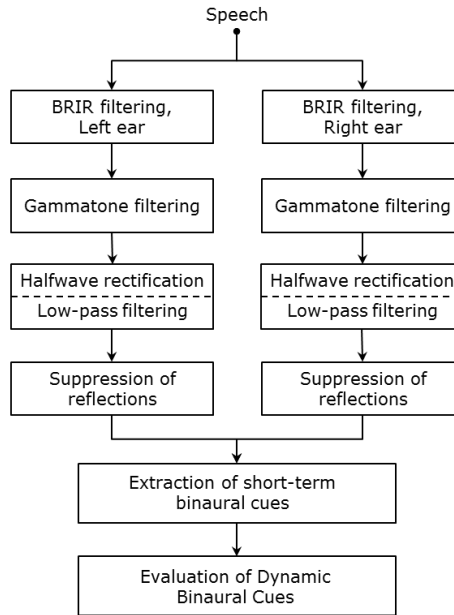 Speech
BRIR filtering,
Left ear
BRIR filtering,
Right ear
Gammatone filtering
Gammatone filtering
Halfwave rectification
Low-pass filtering
Halfwave rectification
Low-pass filtering
Suppression of
reflections
Suppression of
reflections
Extraction of short-term
binaural cues
Evaluation of Dynamic
Binaural Cues